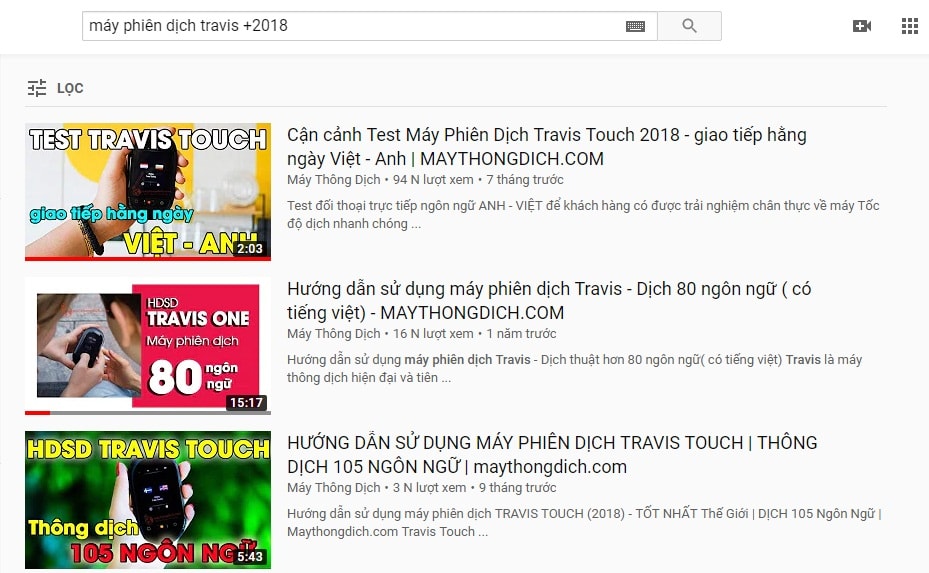 máy phiên dịch travis +2018
LỌC
TEST TRAVIS TOUCH
giao tiếp hằng ngày
VIỆT - ANH
2:03
Cận cảnh Test Máy Phiên Dịch Travis Touch 2018 - giao tiếp hằng
ngày Việt - Anh | MAYTHONGDICH.COM
Máy Thông Dịch • 94 N lượt xem • 7 tháng trước
Test đối thoại trực tiếp ngôn ngữ ANH - VIỆT để khách hàng có được trải nghiệm chân thực về máy Tốc
độ dịch nhanh chóng ...
HDSD
TRAVIS ONE
Máy phiên dịch
80 ngôn
ngữ
15:17
Hướng dẫn sử dụng máy phiên dịch Travis - Dịch 80 ngôn ngữ ( có
tiếng việt) - MAYTHONGDICH.COM
Máy Thông Dịch • 16 N lượt xem • 1 năm trước
Hướng dẫn sử dụng máy phiên dịch Travis - Dịch thuật hơn 80 ngôn ngữ( có tiếng việt) Travis là máy
thông dịch hiện đại và tiên ...
HDSD TRAVIS TOUCH
Thông dịch
105 NGÔN NGỮ
5:43
HƯỚNG DẪN SỬ DỤNG MÁY PHIÊN DỊCH TRAVIS TOUCH | THÔNG
DỊCH 105 NGÔN NGỮ | maythongdich.com
Máy Thông Dịch • 3 N lượt xem • 9 tháng trước
Hướng dẫn sử dụng máy phiên dịch TRAVIS TOUCH (2018) - TỐT NHẤT Thế Giới | DỊCH 105 Ngôn Ngữ |
Maythongdich.com Travis Touch ...